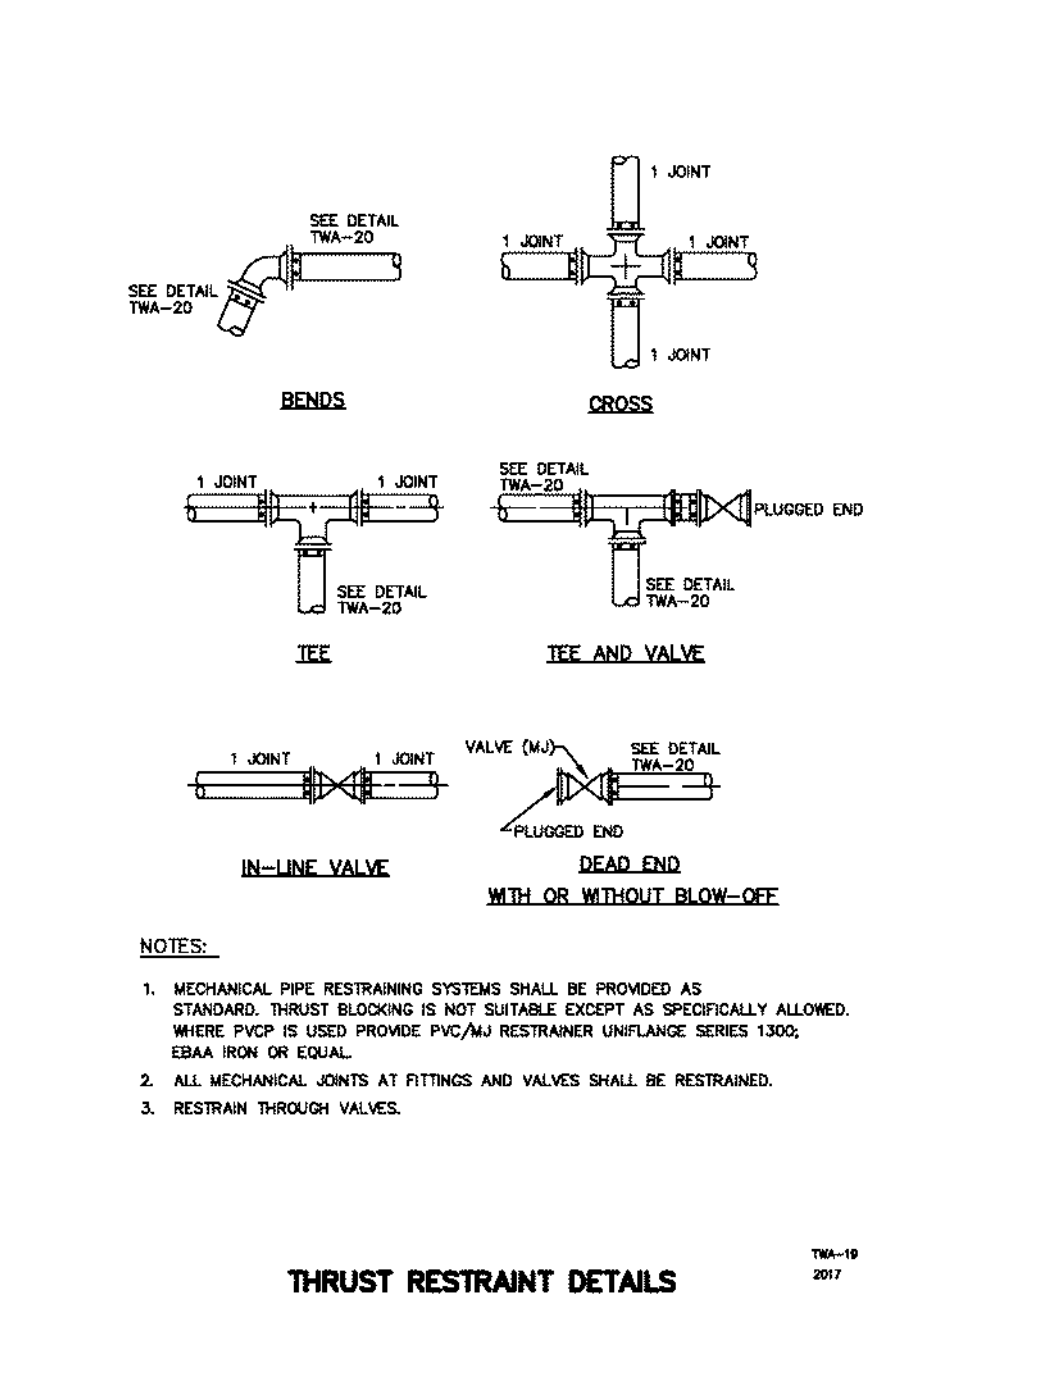 1 JOINT
SEE DETAIL
TWA-20
1 JOINT
1 JOINT
SEE DETAIL
TWA-20
1 JOINT
BENDS
CROSS
1 JOINT
1 JOINT
SEE DETAIL
TWA-20
PLUGGED END
SEE DETAIL
TWA-20
SEE DETAIL
TWA-20
TEE
TEE AND VALVE
1 JOINT
1 JOINT
VALVE (MJ)
SEE DETAIL
TWA-20
PLUGGED END
IN-LINE VALVE
DEAD END
WITH OR WITHOUT BLOW-OFF
NOTES:
1. MECHANICAL PIPE RESTRAINING SYSTEMS SHALL BE PROVIDED AS
STANDARD. THRUST BLOCKING IS NOT SUITABLE EXCEPT AS SPECIFICALLY ALLOWED.
WHERE PVCP IS USED PROVIDE PVC/MJ RESTRAINER UNIFLANGE SERIES 1300;
EBAA IRON OR EQUAL.
2. ALL MECHANICAL JOINTS AT FITTINGS AND VALVES SHALL BE RESTRAINED.
3. RESTRAIN THROUGH VALVES.
THRUST RESTRAINT DETAILS
TWA-19
2017